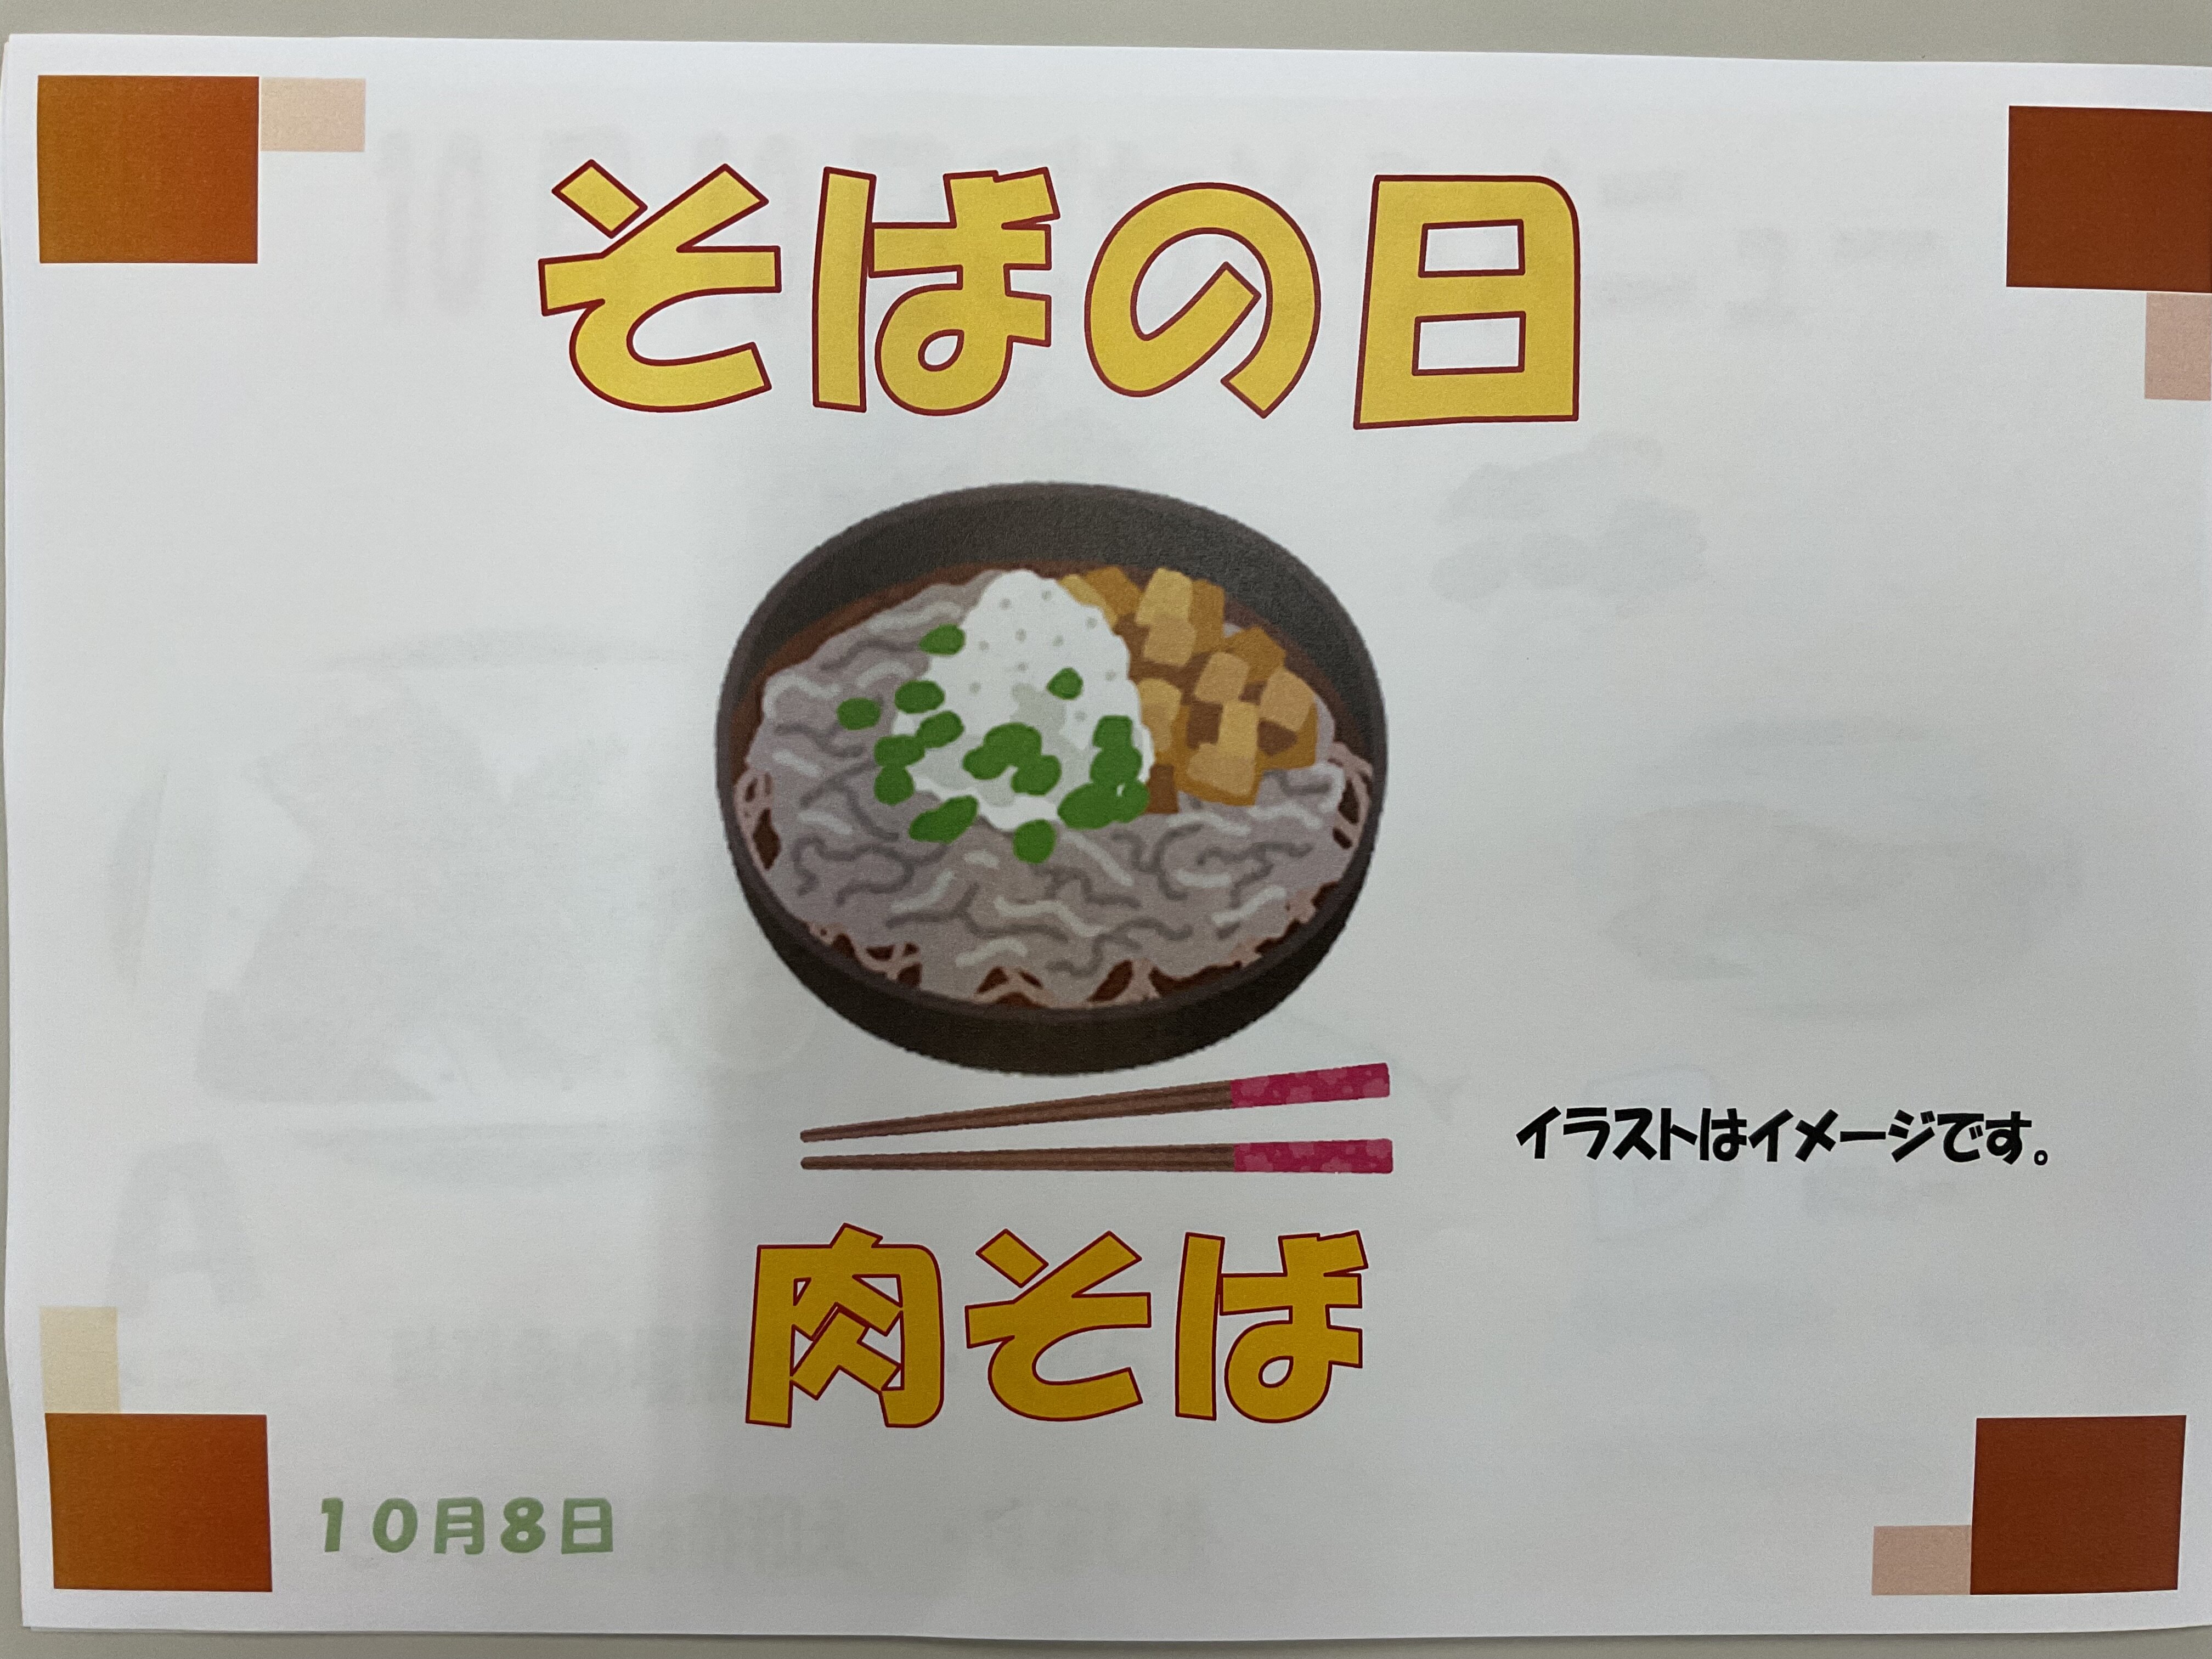 そばの日
イラストはイメージです。
肉そば
10月8日